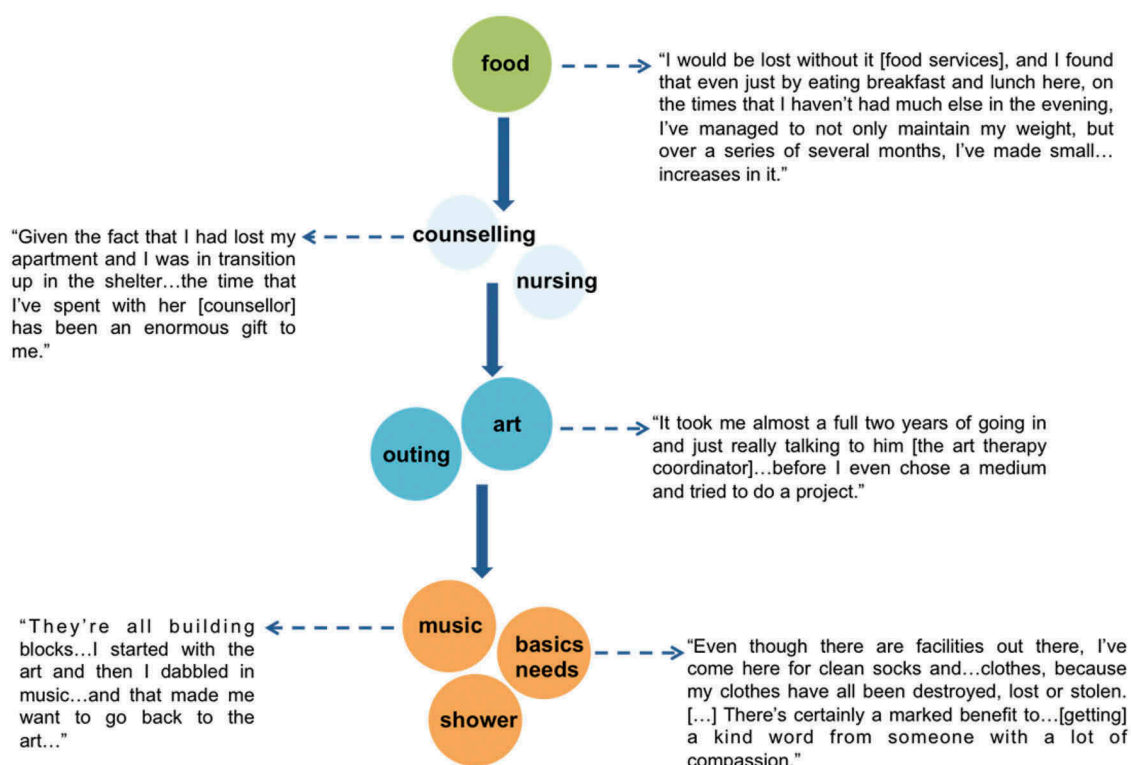 food
“I would be lost without it [food services], and I found
that even just by eating breakfast and lunch here, on
the times that I haven’t had much else in the evening,
I’ve managed to not only maintain my weight, but
over a series of several months, I’ve made small…
increases in it.”
counselling
nursing
“Given the fact that I had lost my
apartment and I was in transition
up in the shelter…the time that
I’ve spent with her [counsellor]
has been an enormous gift to
me.”
art
outing
“It took me almost a full two years of going in
and just really talking to him [the art therapy
coordinator]…before I even chose a medium
and tried to do a project.”
music
basics
needs
shower
“They’re all building
blocks…I started with the
art and then I dabbled in
music…and that made me
want to go back to the
art…”
“Even though there are facilities out there, I’ve
come here for clean socks and…clothes, because
my clothes have all been destroyed, lost or stolen.
[…] There’s certainly a marked benefit to…[getting]
a kind word from someone with a lot of
compassion.”